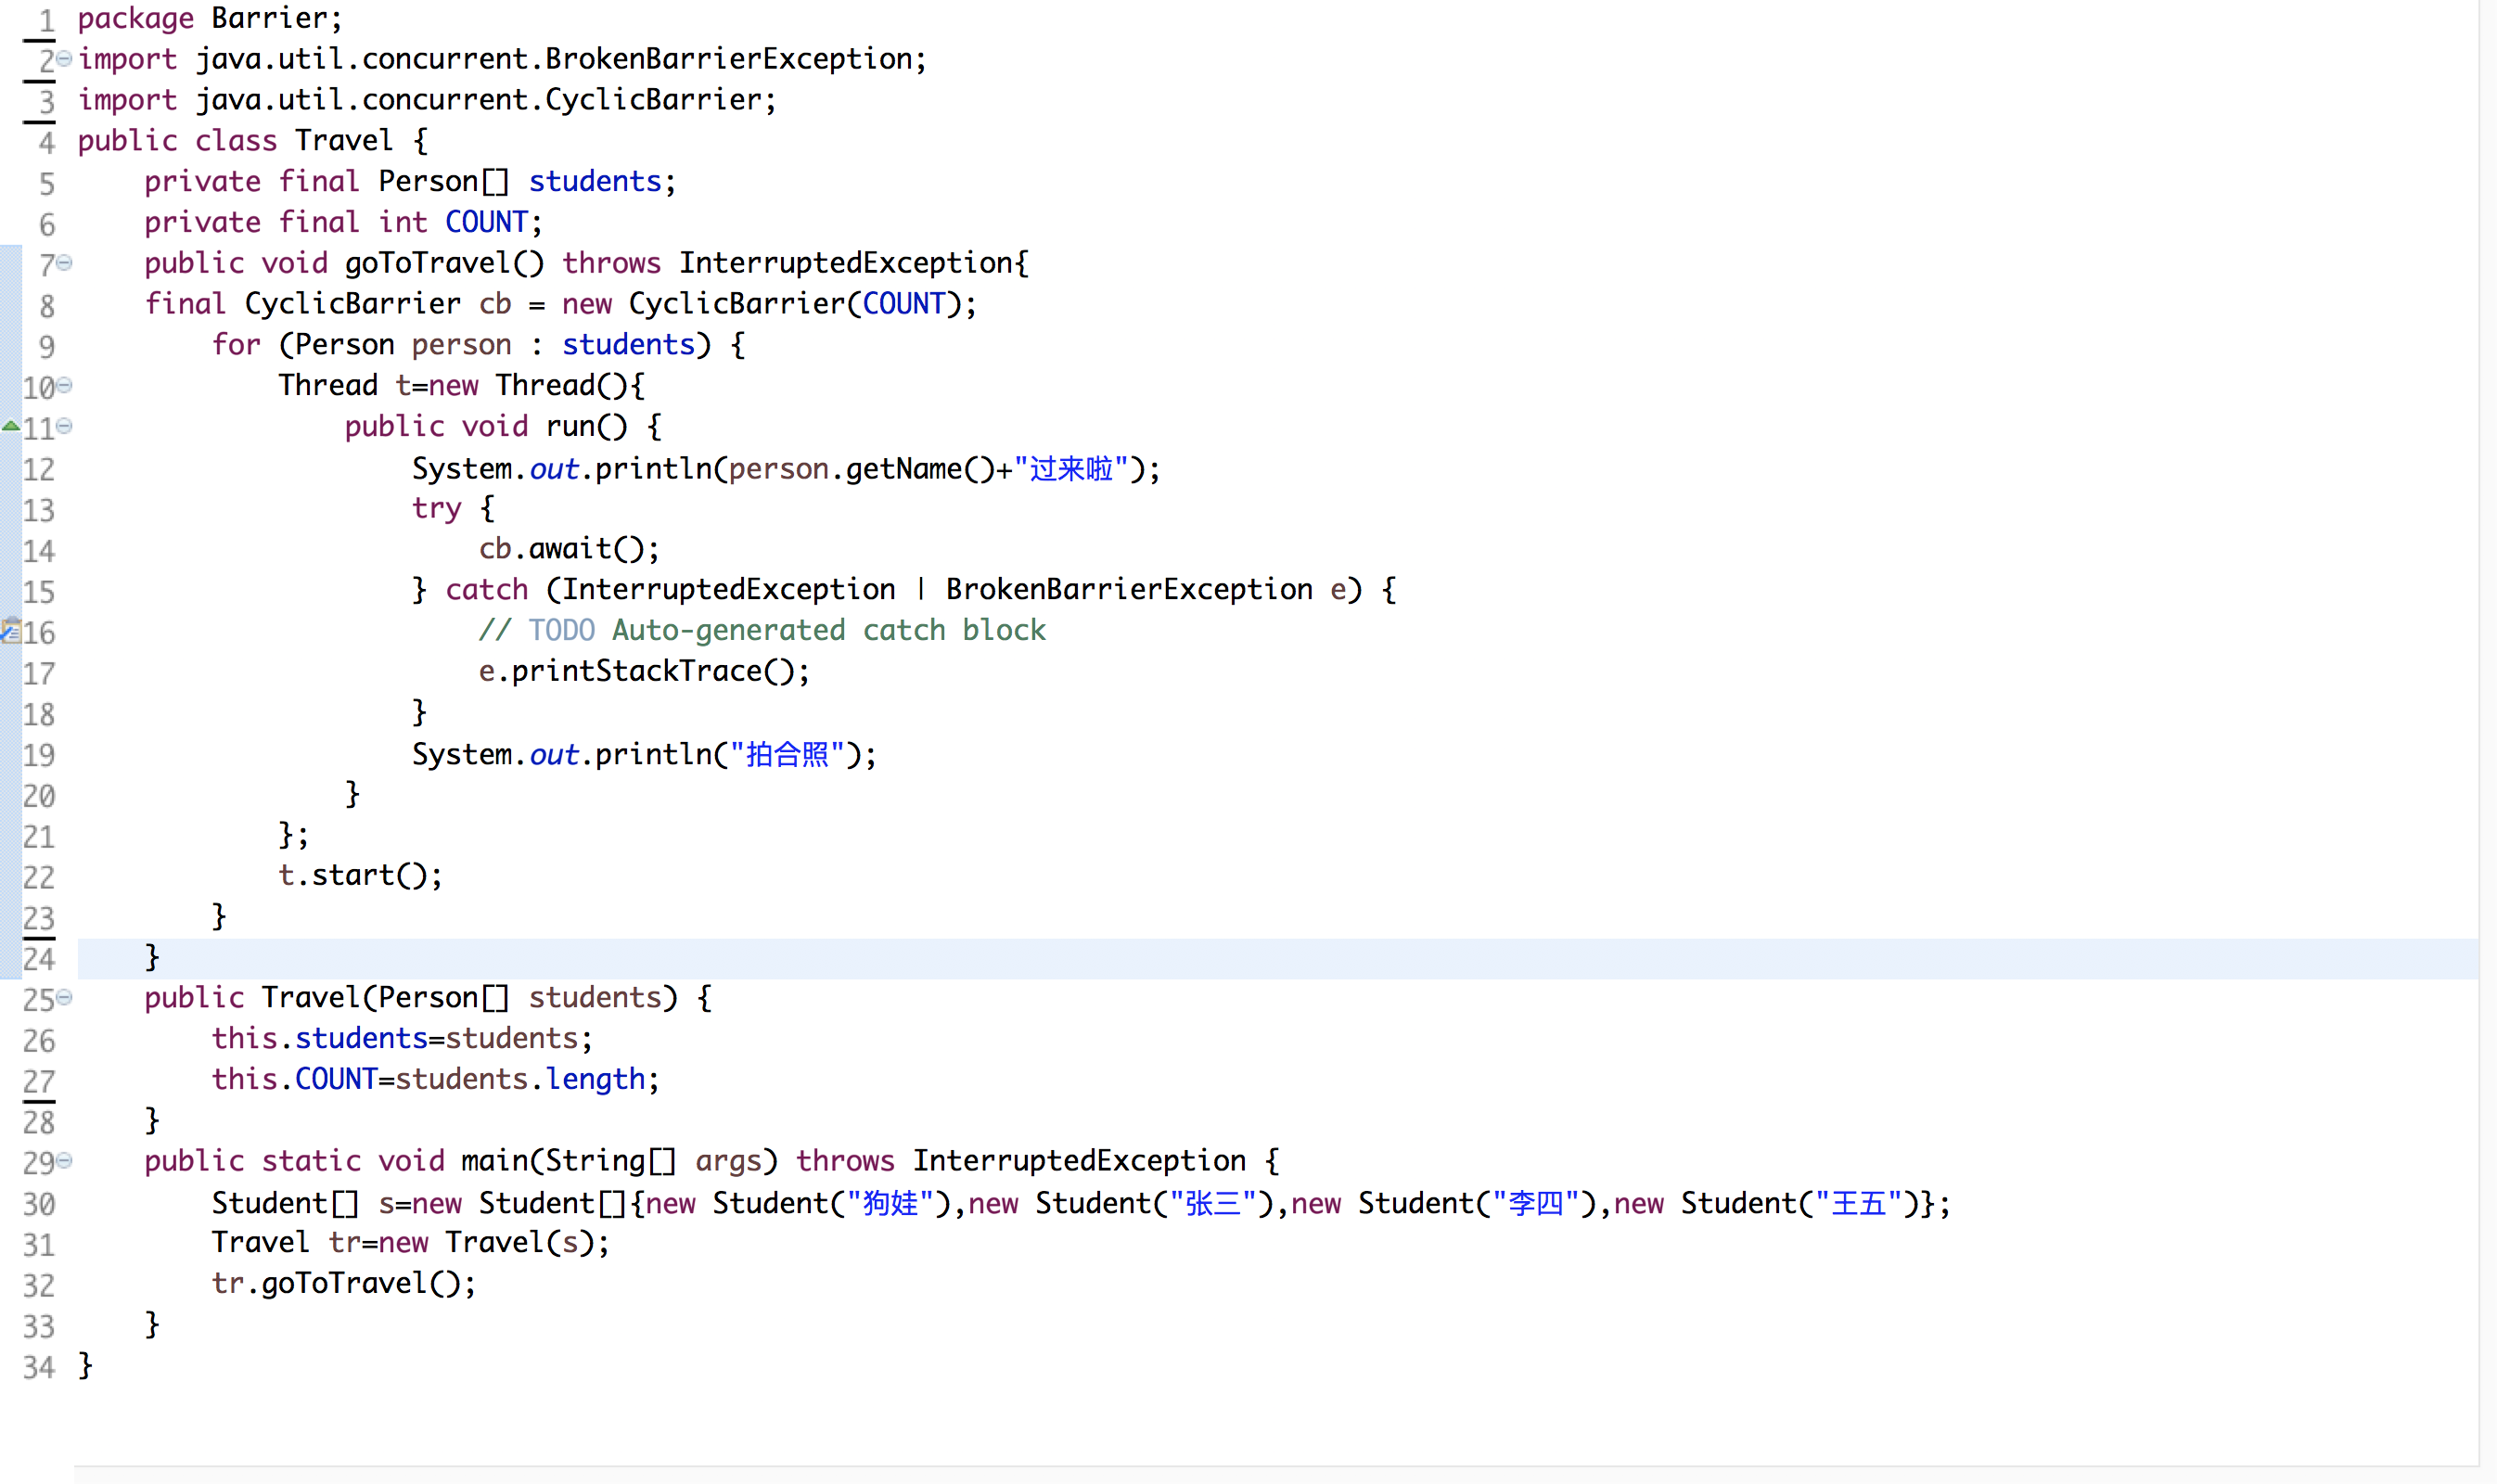 1 package Barrier;
2 import java.util.concurrent.BrokenBarrierException;
3 import java.util.concurrent.CyclicBarrier;
4 public class Travel {
5     private final Person[] students;
6     private final int COUNT;
7     public void goToTravel() throws InterruptedException{
8     final CyclicBarrier cb = new CyclicBarrier(COUNT);
9         for (Person person : students) {
10             Thread t=new Thread(){
11                 public void run() {
12                     System.out.println(person.getName()+"过来啦");
13                     try {
14                         cb.await();
15                     } catch (InterruptedException | BrokenBarrierException e) {
16                         // TODO Auto-generated catch block
17                         e.printStackTrace();
18                     }
19                     System.out.println("拍合照");
20                 }
21             };
22             t.start();
23         }
24     }
25     public Travel(Person[] students) {
26         this.students=students;
27         this.COUNT=students.length;
28     }
29     public static void main(String[] args) throws InterruptedException {
30         Student[] s=new Student[]{new Student("狗娃"),new Student("张三"),new Student("李四"),new Student("王五")};
31         Travel tr=new Travel(s);
32         tr.goToTravel();
33     }
34 }